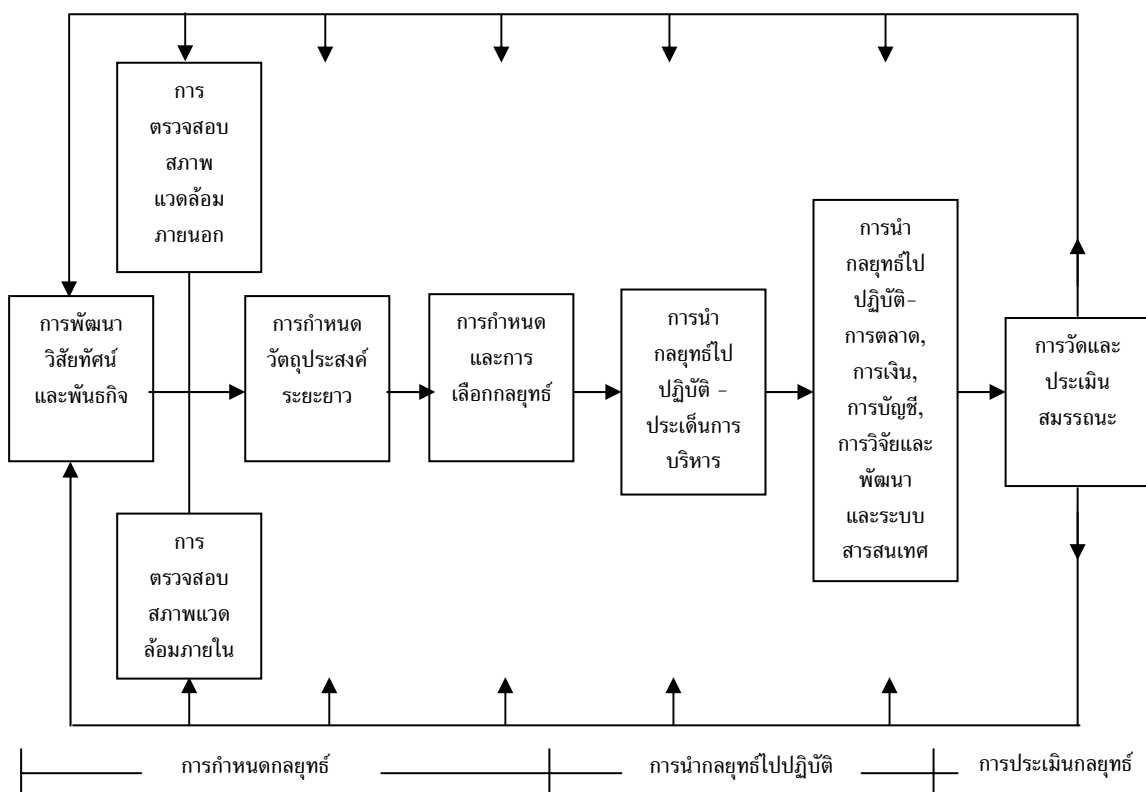 การ
ตรวจสอบ
สภาพ
แวดล้อม
ภายนอก
การพัฒนา
วิสัยทัศน์
และพันธกิจ
การกำหนด
วัตถุประสงค์
ระยะยาว
การกำหนด
และการ
เลือกกลยุทธ์
การนำ
กลยุทธ์ไป
ปฏิบัติ -
ประเด็นการ
บริหาร
การนำ
กลยุทธ์ไป
ปฏิบัติ-
การตลาด,
การเงิน,
การบัญชี,
การวิจัยและ
พัฒนา
และระบบ
สารสนเทศ
การวัดและ
ประเมิน
สมรรถนะ
การ
ตรวจสอบ
สภาพแวด
ล้อมภายใน
การกำหนดกลยุทธ์
การนำกลยุทธ์ไปปฏิบัติ
การประเมินกลยุทธ์